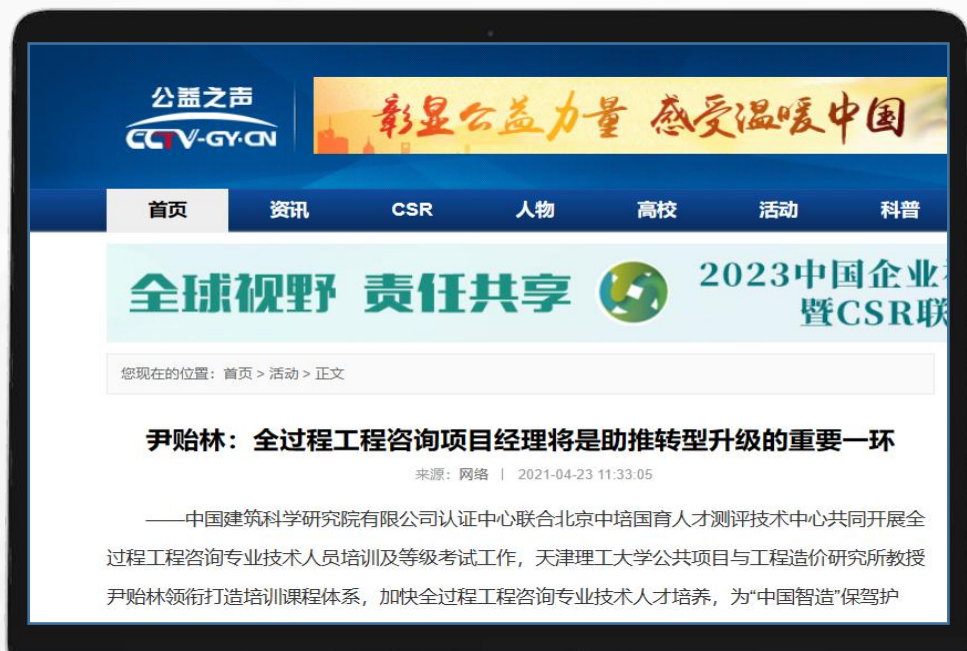 公益之声
CCTV-GY·CN
彰显公益力量 感受温暖中国
首页 资讯 CSR 人物 高校 活动 科普
全球视野 责任共享
2023中国企业
暨CSR联
您现在的位置：首页 > 活动 > 正文
尹贻林：全过程工程咨询项目经理将是助推转型升级的重要一环
来源：网络 | 2021-04-23 11:33:05
——中国建筑科学研究院有限公司认证中心联合北京中培国育人才测评技术中心共同开展全
过程工程咨询专业技术人员培训及等级考试工作，天津理工大学公共项目与工程造价研究所教授
尹贻林领衔打造培训课程体系，加快全过程工程咨询专业技术人才培养，为“中国智造”保驾护